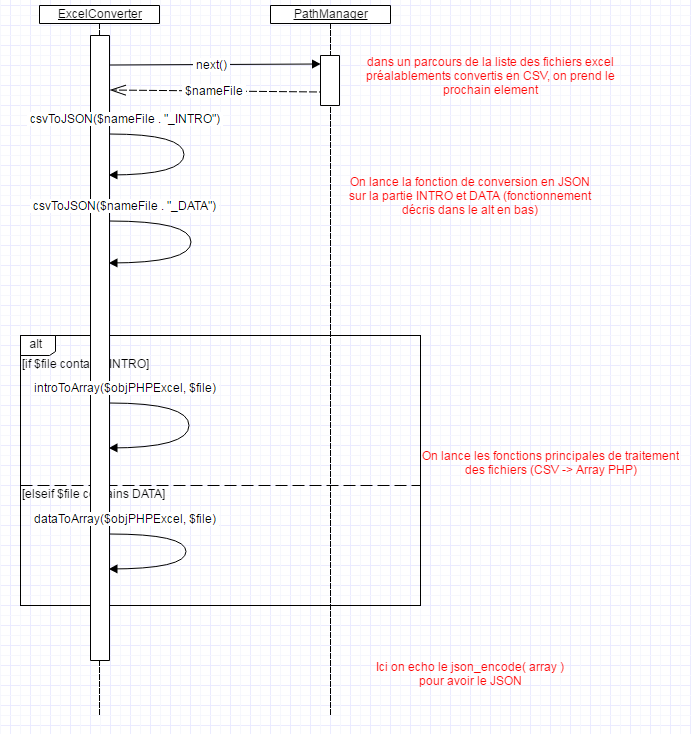 ExcelConverter
PathManager
next()
dans un parcours de la liste des fichiers excel
préalablements convertis en CSV, on prend le
prochain element
$nameFile
csvToJSON($nameFile . "_INTRO")
On lance la fonction de conversion en JSON
sur la partie INTRO et DATA (fonctionnement
décris dans le alt en bas)
csvToJSON($nameFile . "_DATA")
alt
[if $file conta INTRO]
introToArray($objPHPExcel, $file)
On lance les fonctions principales de traitement
des fichiers (CSV -> Array PHP)
[elseif $file co ains DATA]
dataToArray($objPHPExcel, $file)
Ici on echo le json_encode( array )
pour avoir le JSON